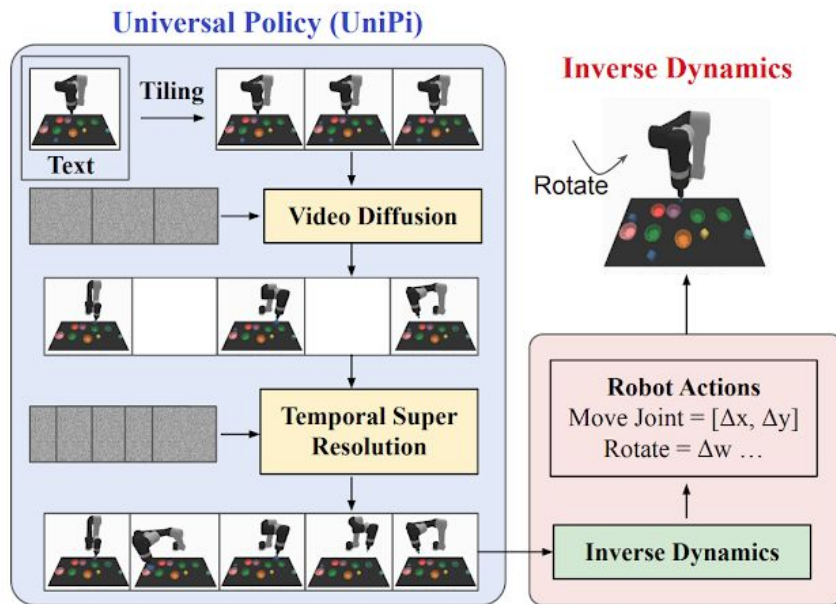 Universal Policy (UniPi)
Tiling
Text
Video Diffusion
Temporal Super
Resolution
Inverse Dynamics
Rotate
Robot Actions
Move Joint = [Δx, Δy]
Rotate = Δw …
Inverse Dynamics